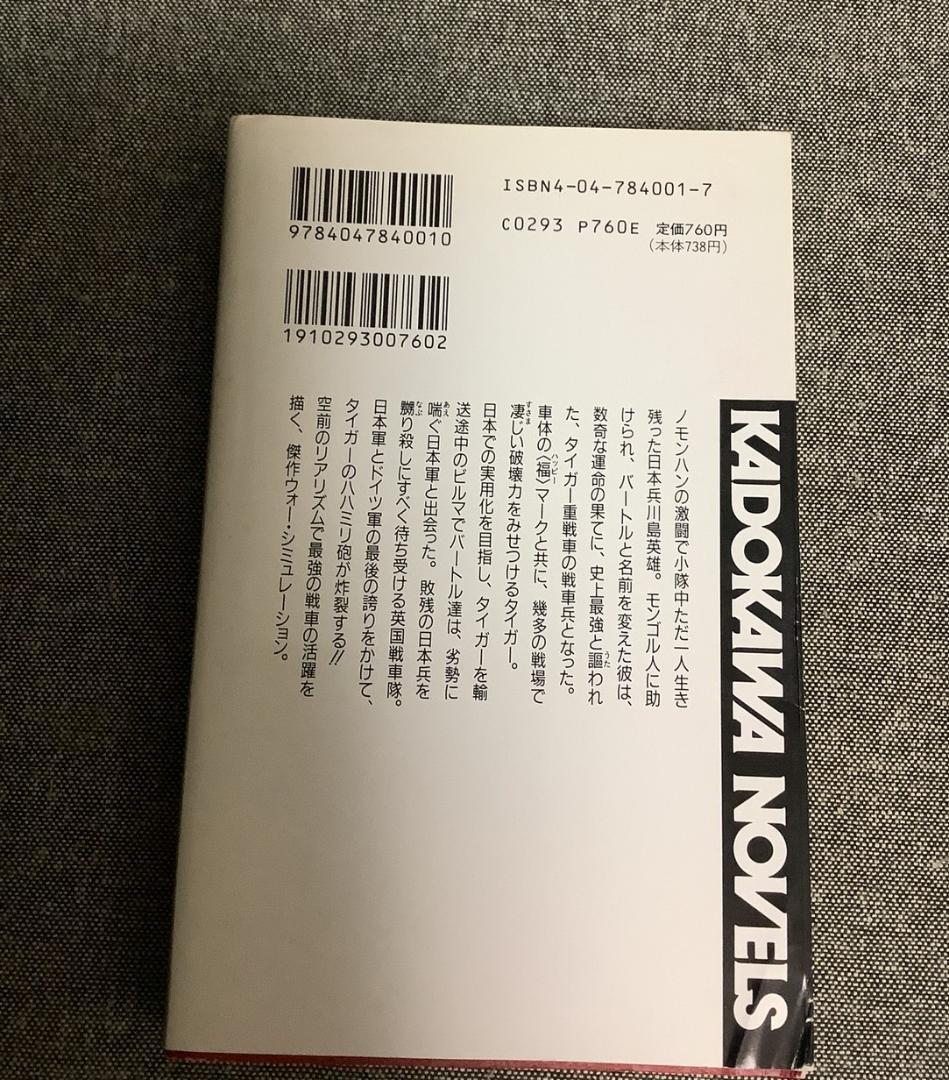 9784047840010
1910293007602
ISBN4-04-784001-7
C0293 P760E 定価760円
(本体738円)
ノモンハンの激闘で小隊中ただ一人生き
残った日本兵川島英雄。モンゴル人に助
けられ、バートルと名前を変えた彼は、
数奇な運命の果てに、史上最強と謳われ
た、タイガー重戦車の戦車兵となった。
車体の〈福〉マークと共に、幾多の戦場で
凄じい破壊力をみせつけるタイガー。
日本での実用化を目指し、タイガーを輸
送途中のビルマでバートル達は、劣勢に
喘ぐ日本軍と出会った。敗残の日本兵を
嬲り殺しにすべく待ち受ける英国戦車隊。
日本軍とドイツ軍の最後の誇りをかけて、
タイガーのハハミリ砲が炸裂する!!
空前のリアリズムで最強の戦車の活躍を
描く、傑作ウォー・シミュレーション。
うた
ハッピー
すさま
あえ
なぶ
KADOKAWA NOVELS